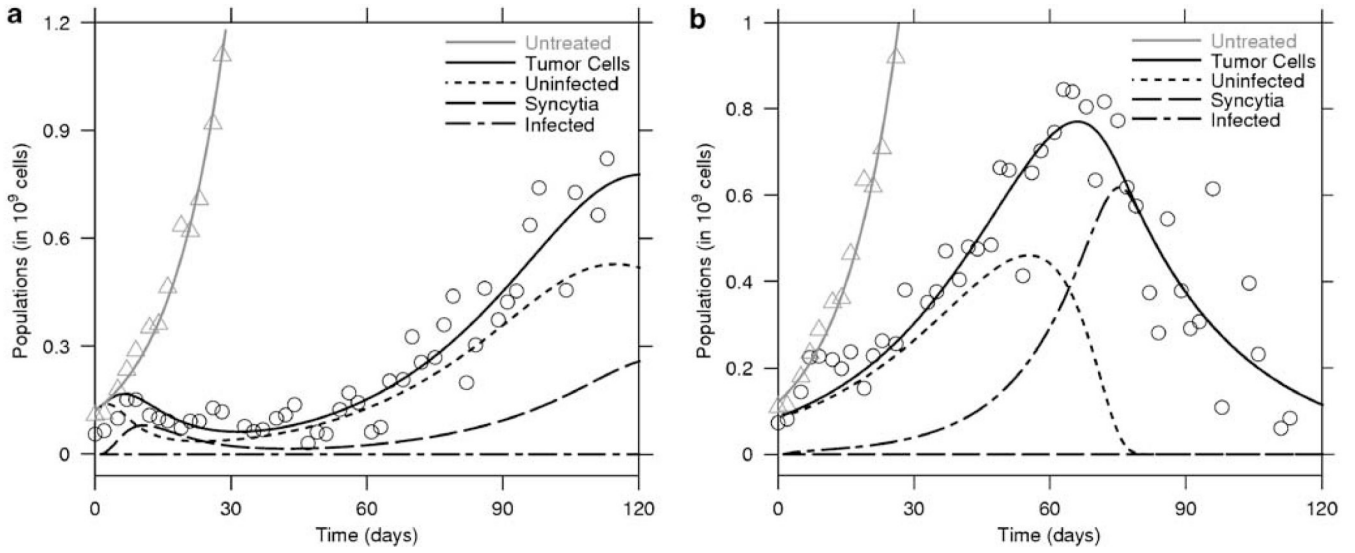 a
1.2
0.9
0.6
0.3
0
Populations (in 10⁹ cells)
Untreated
Tumor Cells
Uninfected
Syncytia
Infected
0 30 60 90 120
Time (days)
b
1
0.8
0.6
0.4
0.2
0
Populations (in 10⁹ cells)
Untreated
Tumor Cells
Uninfected
Syncytia
Infected
0 30 60 90 120
Time (days)